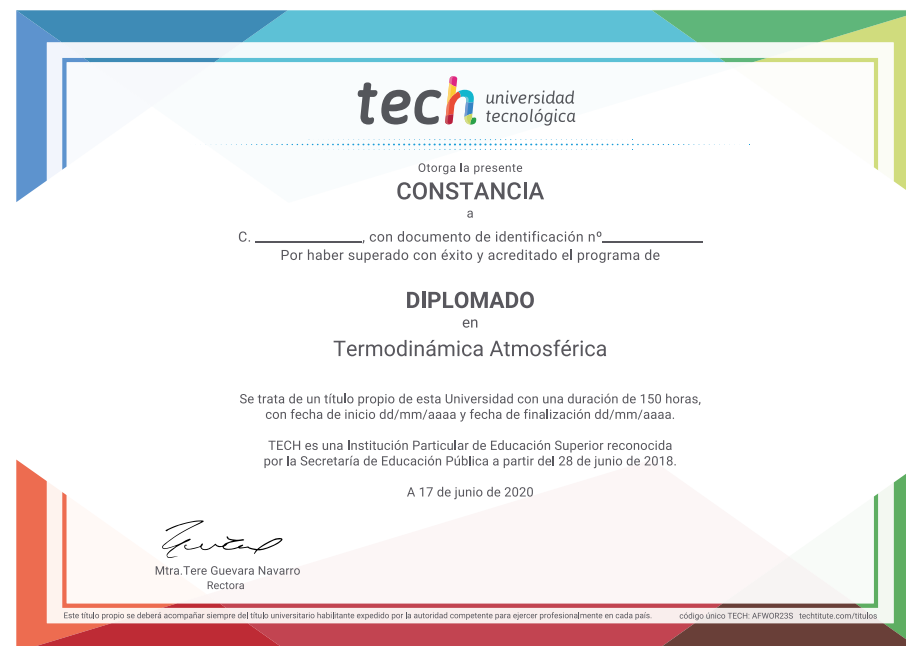 tech universidad
tecnológica
Otorga la presente
CONSTANCIA
a
C. ____________, con documento de identificación nº____________
Por haber superado con éxito y acreditado el programa de
DIPLOMADO
en
Termodinámica Atmosférica
Se trata de un título propio de esta Universidad con una duración de 150 horas,
con fecha de inicio dd/mm/aaaa y fecha de finalización dd/mm/aaaa.
TECH es una Institución Particular de Educación Superior reconocida
por la Secretaría de Educación Pública a partir del 28 de junio de 2018.
A 17 de junio de 2020
Mtra.Tere Guevara Navarro
Rectora
Este título propio se deberá acompañar siempre del título universitario habilitante expedido por la autoridad competente para ejercer profesionalmente en cada país. código único TECH: AFWOR23S techtitute.com/titulos